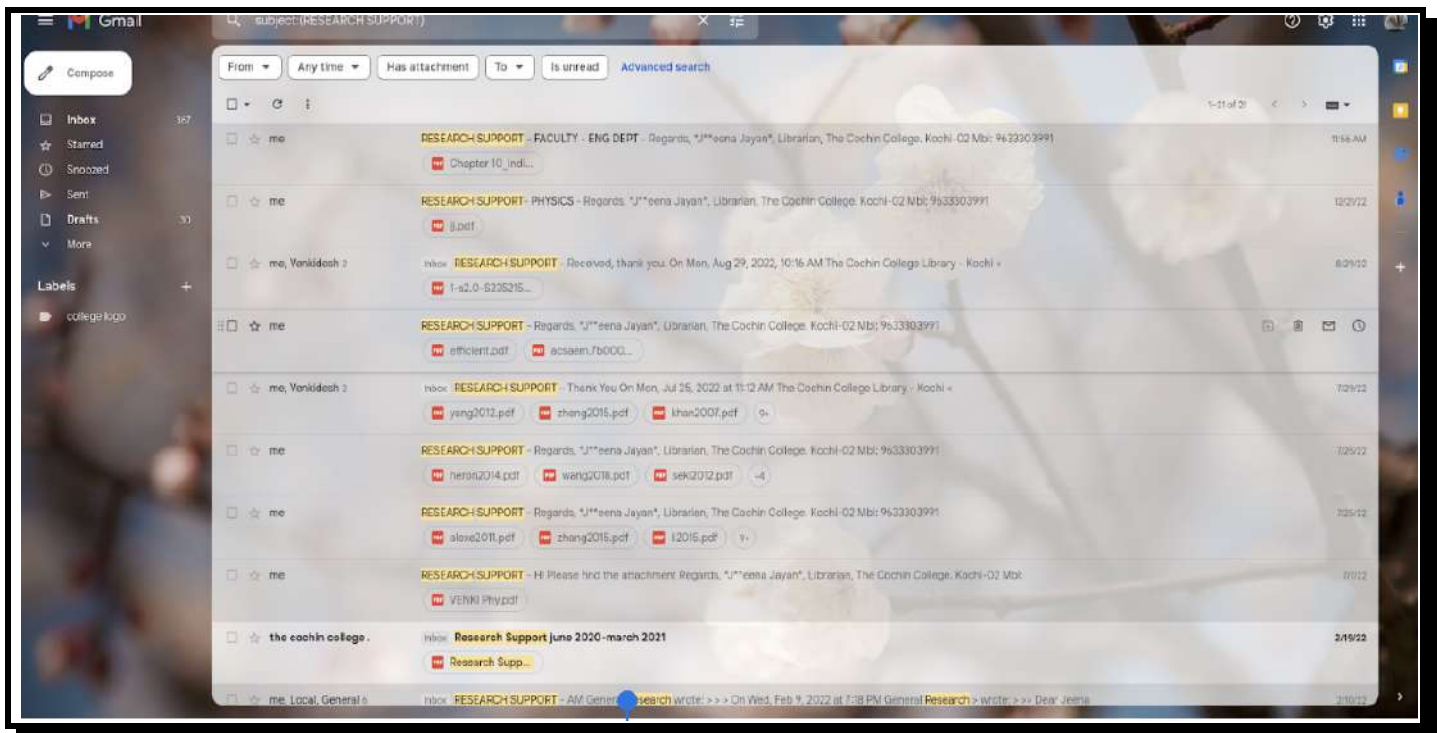 Gmail
subject:(RESEARCH SUPPORT)
Compose
Inbox 367
Starred
Snoozed
Sent
Drafts 30
More
Labels
college logo
From Any time Has attachment To Is unread Advanced search
me RESEARCH SUPPORT - FACULTY - ENG DEPT - Regards, *J**eena Jayan*, Librarian, The Cochin College, Kochi-02 Mbl: 9633303991 11:56 AM
Chapter 10_indi...
me RESEARCH SUPPORT- PHYSICS - Regards, *J**eena Jayan*, Librarian, The Cochin College, Kochi-02 Mbl: 9633303991 12/21/22
jj.pdf
me, Venkidesh 2 Inbox RESEARCH SUPPORT - Received, thank you. On Mon, Aug 29, 2022, 10:16 AM The Cochin College Library - Kochi < 8/29/22
1-s2.0-S235215...
me RESEARCH SUPPORT - Regards, *J**eena Jayan*, Librarian, The Cochin College, Kochi-02 Mbl: 9633303991
efficient.pdf acsaem.7b000...
me, Venkidesh 2 Inbox RESEARCH SUPPORT - Thank You On Mon, Jul 25, 2022 at 11:12 AM The Cochin College Library - Kochi < 7/29/22
yang2012.pdf zhang2015.pdf khan2007.pdf 9+
me RESEARCH SUPPORT - Regards, *J**eena Jayan*, Librarian, The Cochin College, Kochi-02 Mbl: 9633303991 7/25/22
heron2014.pdf wang2018.pdf seki2012.pdf +4
me RESEARCH SUPPORT - Regards, *J**eena Jayan*, Librarian, The Cochin College, Kochi-02 Mbl: 9633303991 7/25/22
zhang2015.pdf li2015.pdf 9+
me RESEARCH SUPPORT - Hi Please find the attachment Regards, *J**eena Jayan*, Librarian, The Cochin College, Kochi-02 Mbl:
VENKI Phy.pdf
the cochin college . Inbox Research Support june 2020-march 2021 2/19/22
Research Supp...
me, Local, General 6 Inbox RESEARCH SUPPORT - AM General Research wrote: > > > On Wed, Feb 9, 2022 at 7:18 PM General Research > wrote: > >> Dear Jeena 2/10/22